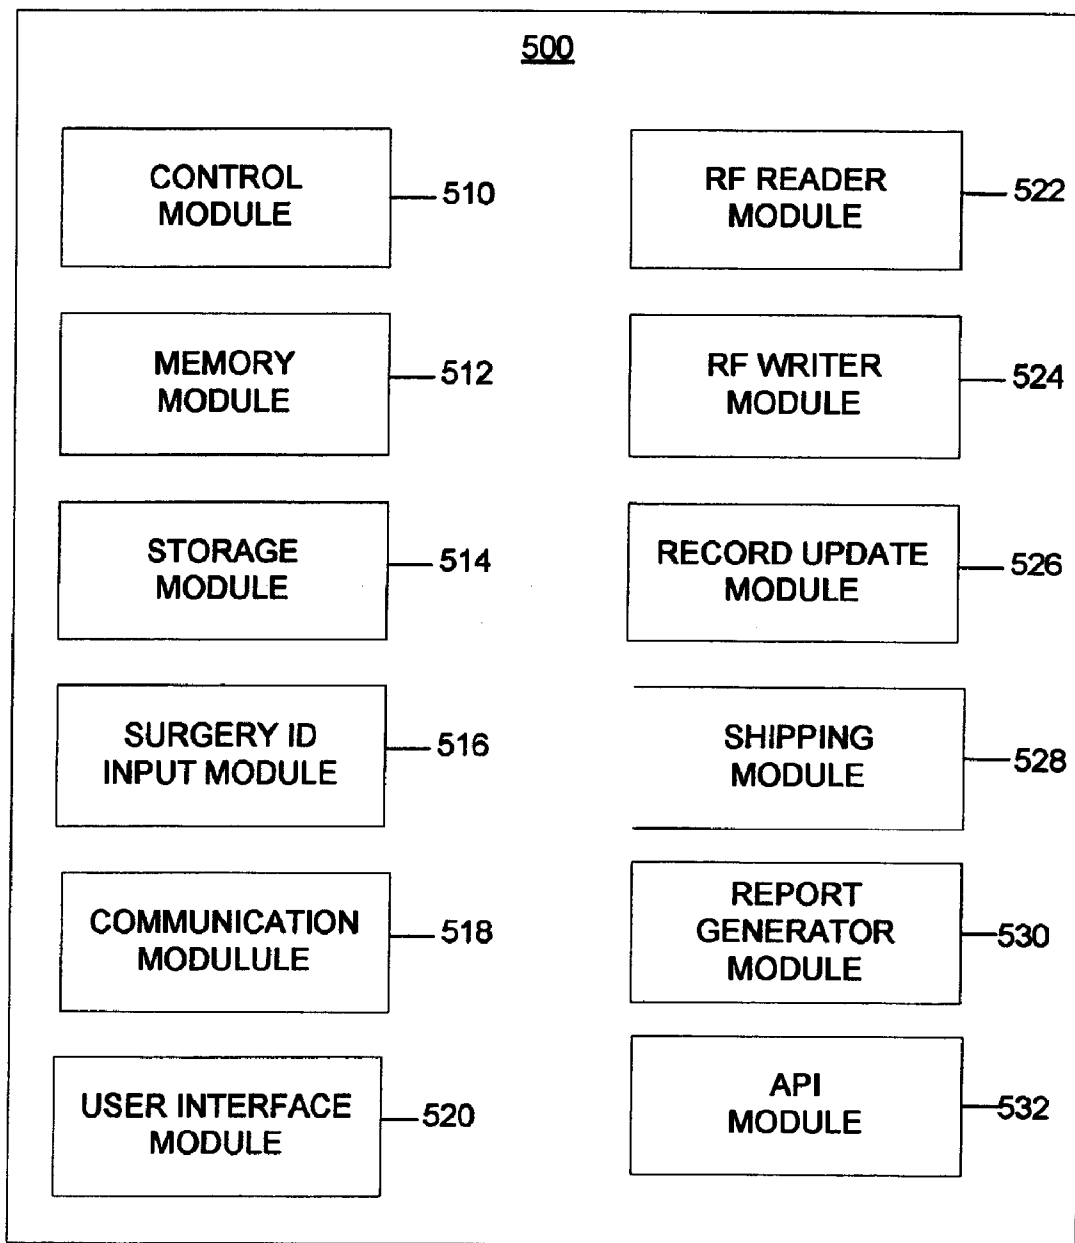 500
CONTROL
MODULE
510
MEMORY
MODULE
512
STORAGE
MODULE
514
SURGERY ID
INPUT MODULE
516
COMMUNICATION
MODULULE
518
USER INTERFACE
MODULE
520
RF READER
MODULE
522
RF WRITER
MODULE
524
RECORD UPDATE
MODULE
526
SHIPPING
MODULE
528
REPORT
GENERATOR
MODULE
530
API
MODULE
532